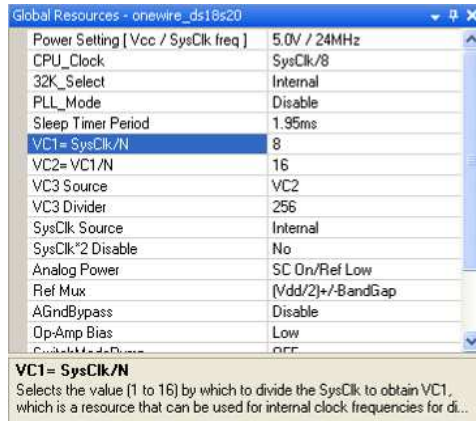 Global Resources - onewire_ds18s20
Power Setting [ Vcc / SysClk freq ] 5.0V / 24MHz
CPU_Clock SysClk/8
32K_Select Internal
PLL_Mode Disable
Sleep Timer Period 1.95ms
VC1= SysClk/N 8
VC2= VC1/N 16
VC3 Source VC2
VC3 Divider 256
SysClk Source Internal
SysClk*2 Disable No
Analog Power SC On/Ref Low
Ref Mux (Vdd/2)+/-BandGap
AGndBypass Disable
Op-Amp Bias Low
SwitchModePump OFF
VC1= SysClk/N
Selects the value (1 to 16) by which to divide the SysClk to obtain VC1,
which is a resource that can be used for internal clock frequencies for di...